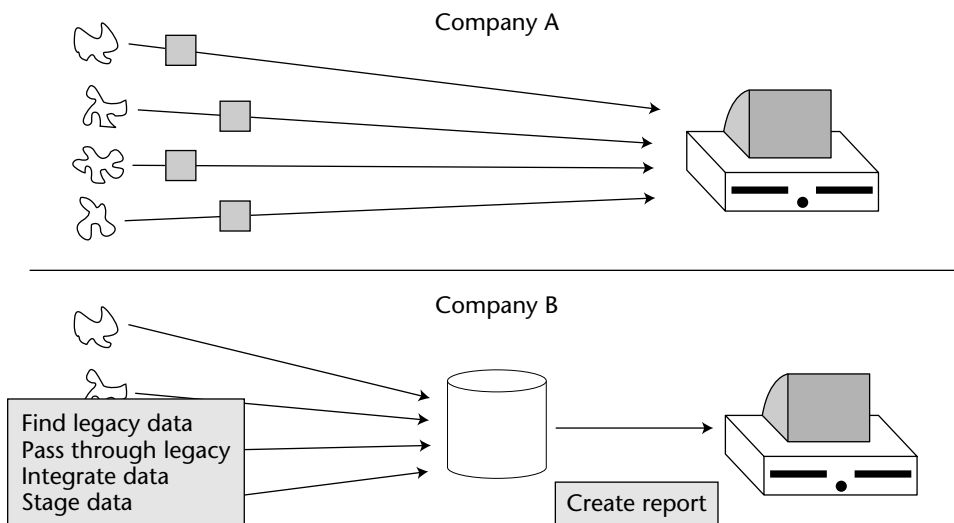 Company A
Company B
Find legacy data
Pass through legacy
Integrate data
Stage data
Create report